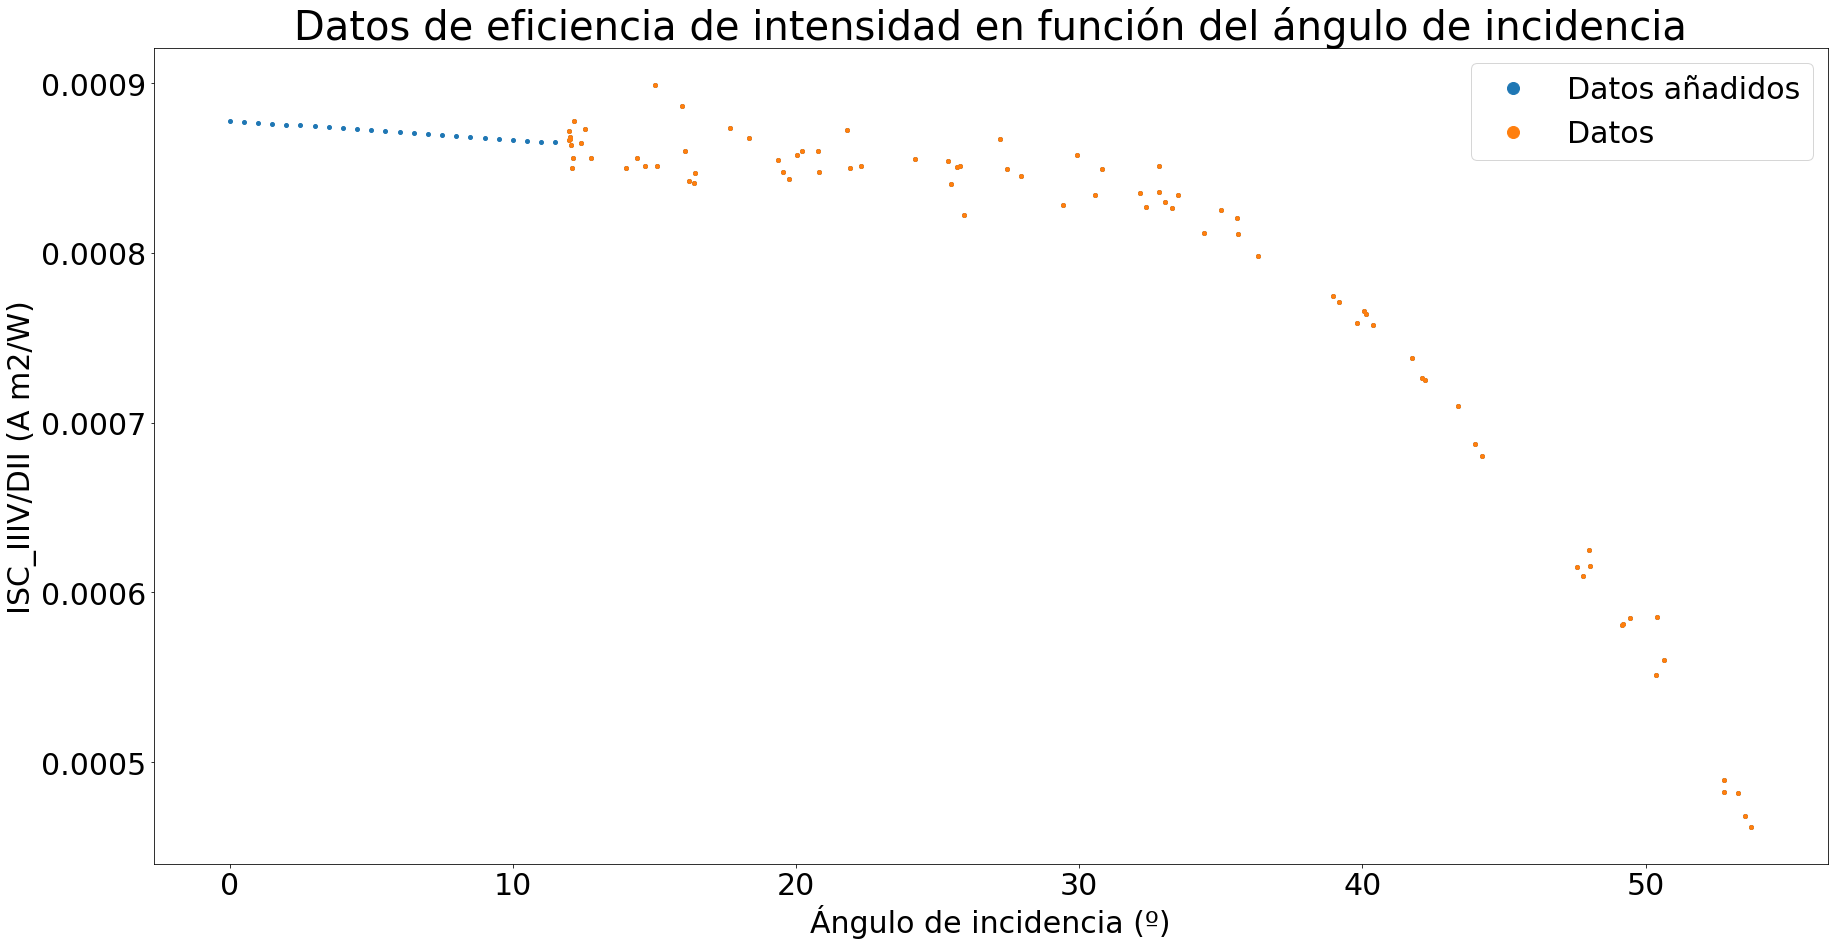 Datos de eficiencia de intensidad en función del ángulo de incidencia
Datos añadidos
Datos
0.0009
0.0008
0.0007
0.0006
0.0005
ISC_IIIV/DII (A m2/W)
0 10 20 30 40 50
Ángulo de incidencia (º)